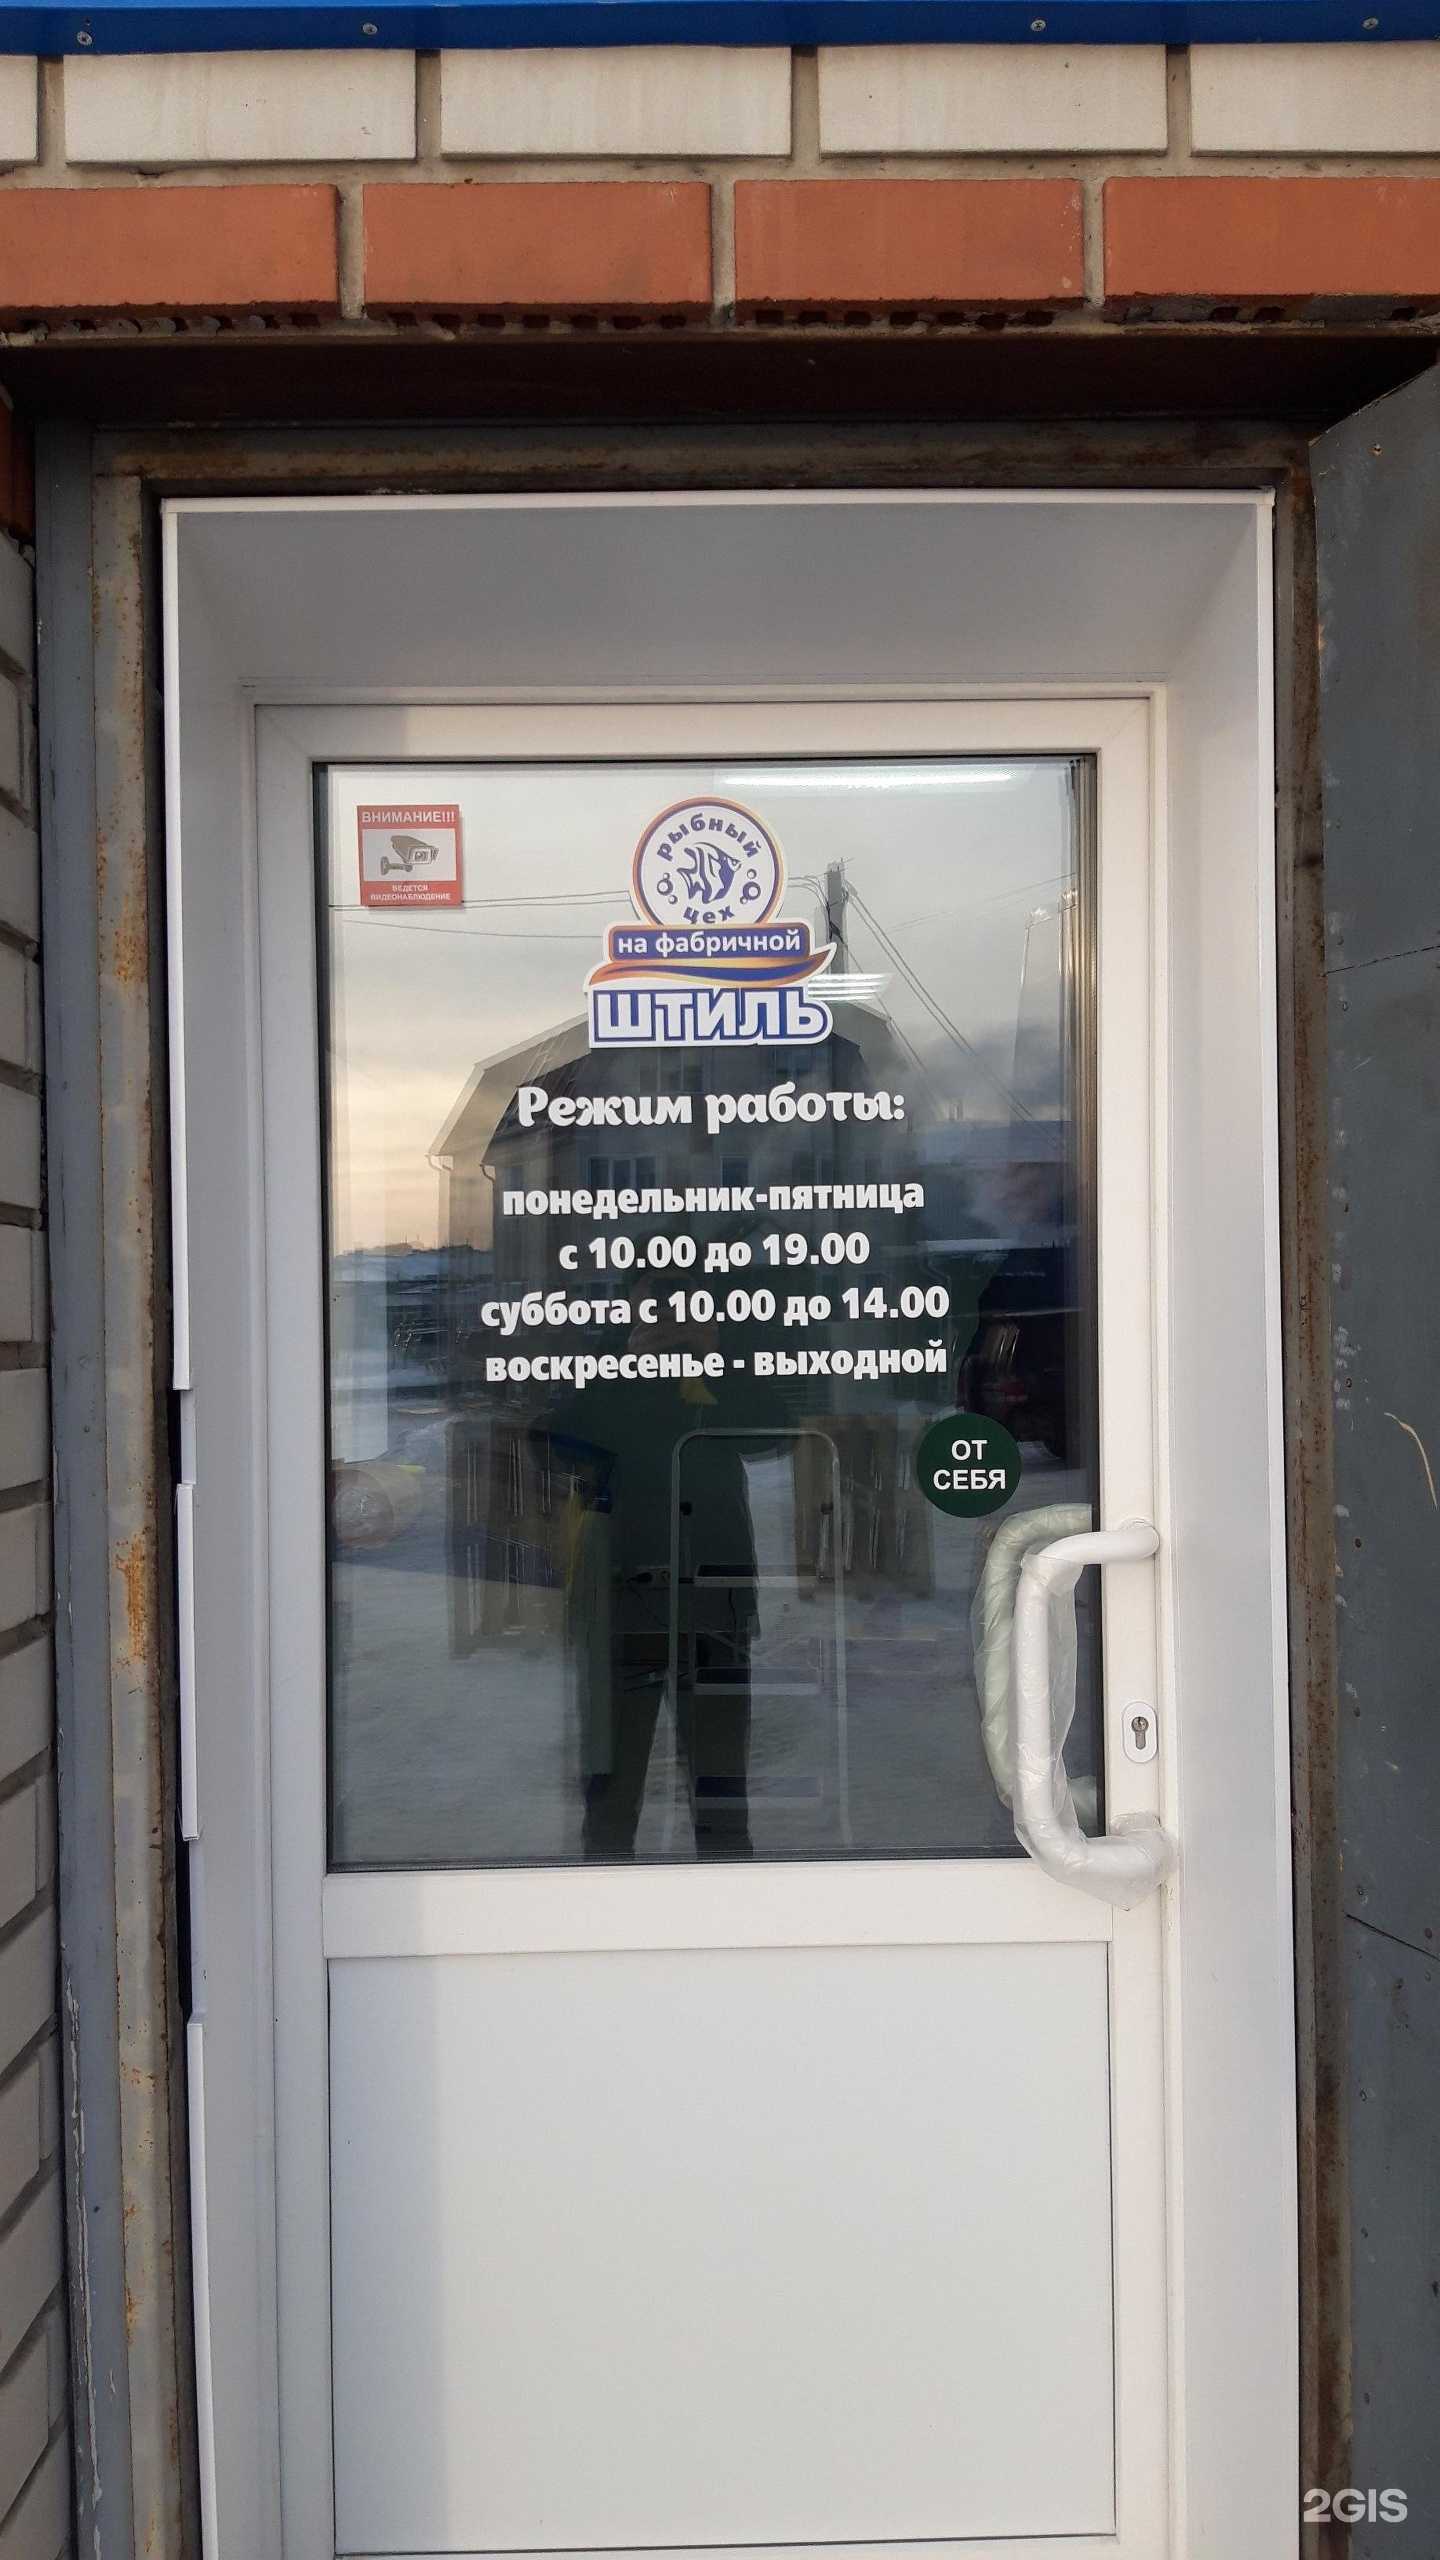 ВНИМАНИЕ!!!
ВЕДЕТСЯ
ВИДЕОНАБЛЮДЕНИЕ
рыбный
цех
на фабричной
ШТИЛЬ
Режим работы:
понедельник-пятница
с 10.00 до 19.00
суббота с 10.00 до 14.00
воскресенье - выходной
ОТ
СЕБЯ
2GIS